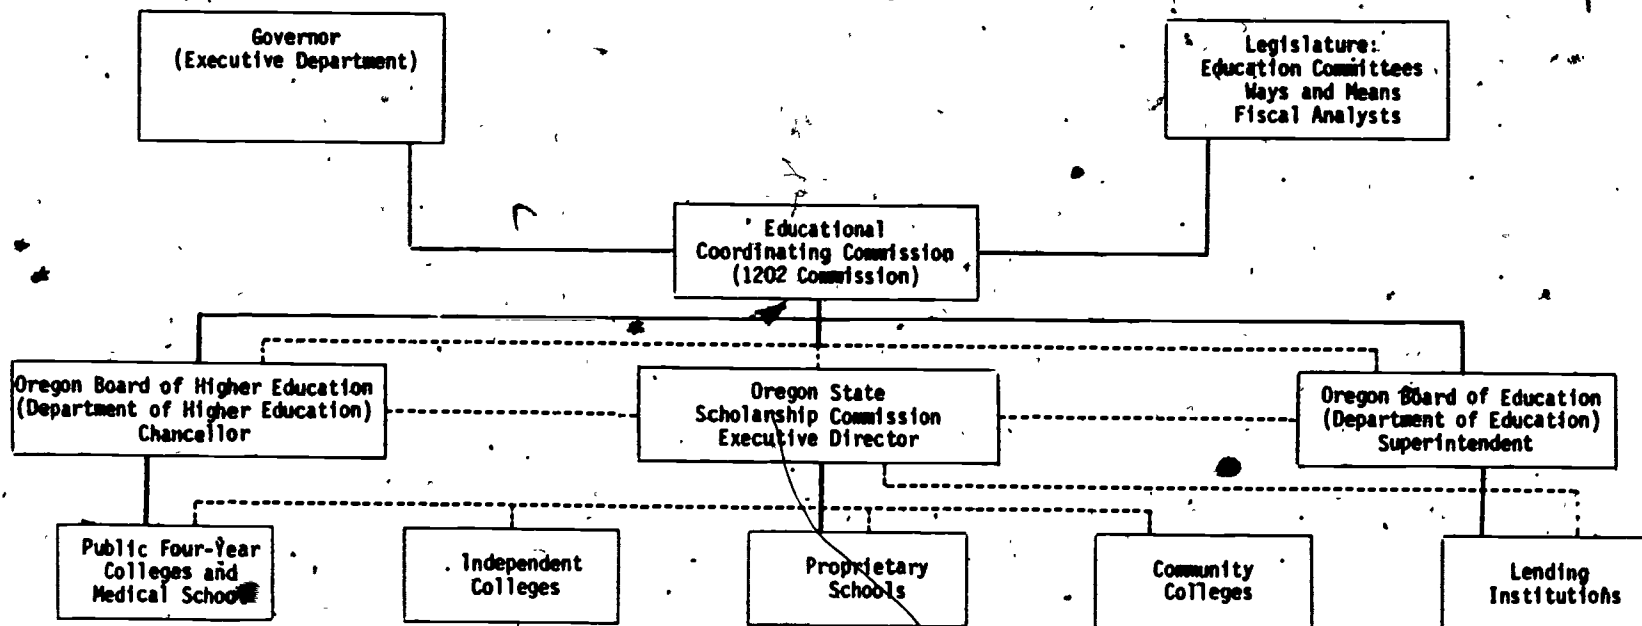 Governor
(Executive Department)
Legislature:
Education Committees
Ways and Means
Fiscal Analysts
Educational
Coordinating Commission
(1202 Commission)
Oregon Board of Higher Education
(Department of Higher Education)
Chancellor
Oregon State
Scholarship Commission
Executive Director
Oregon Board of Education
(Department of Education)
Superintendent
Public Four-Year
Colleges and
Medical School
Independent
Colleges
Proprietary
Schools
Community
Colleges
Lending
Institutions